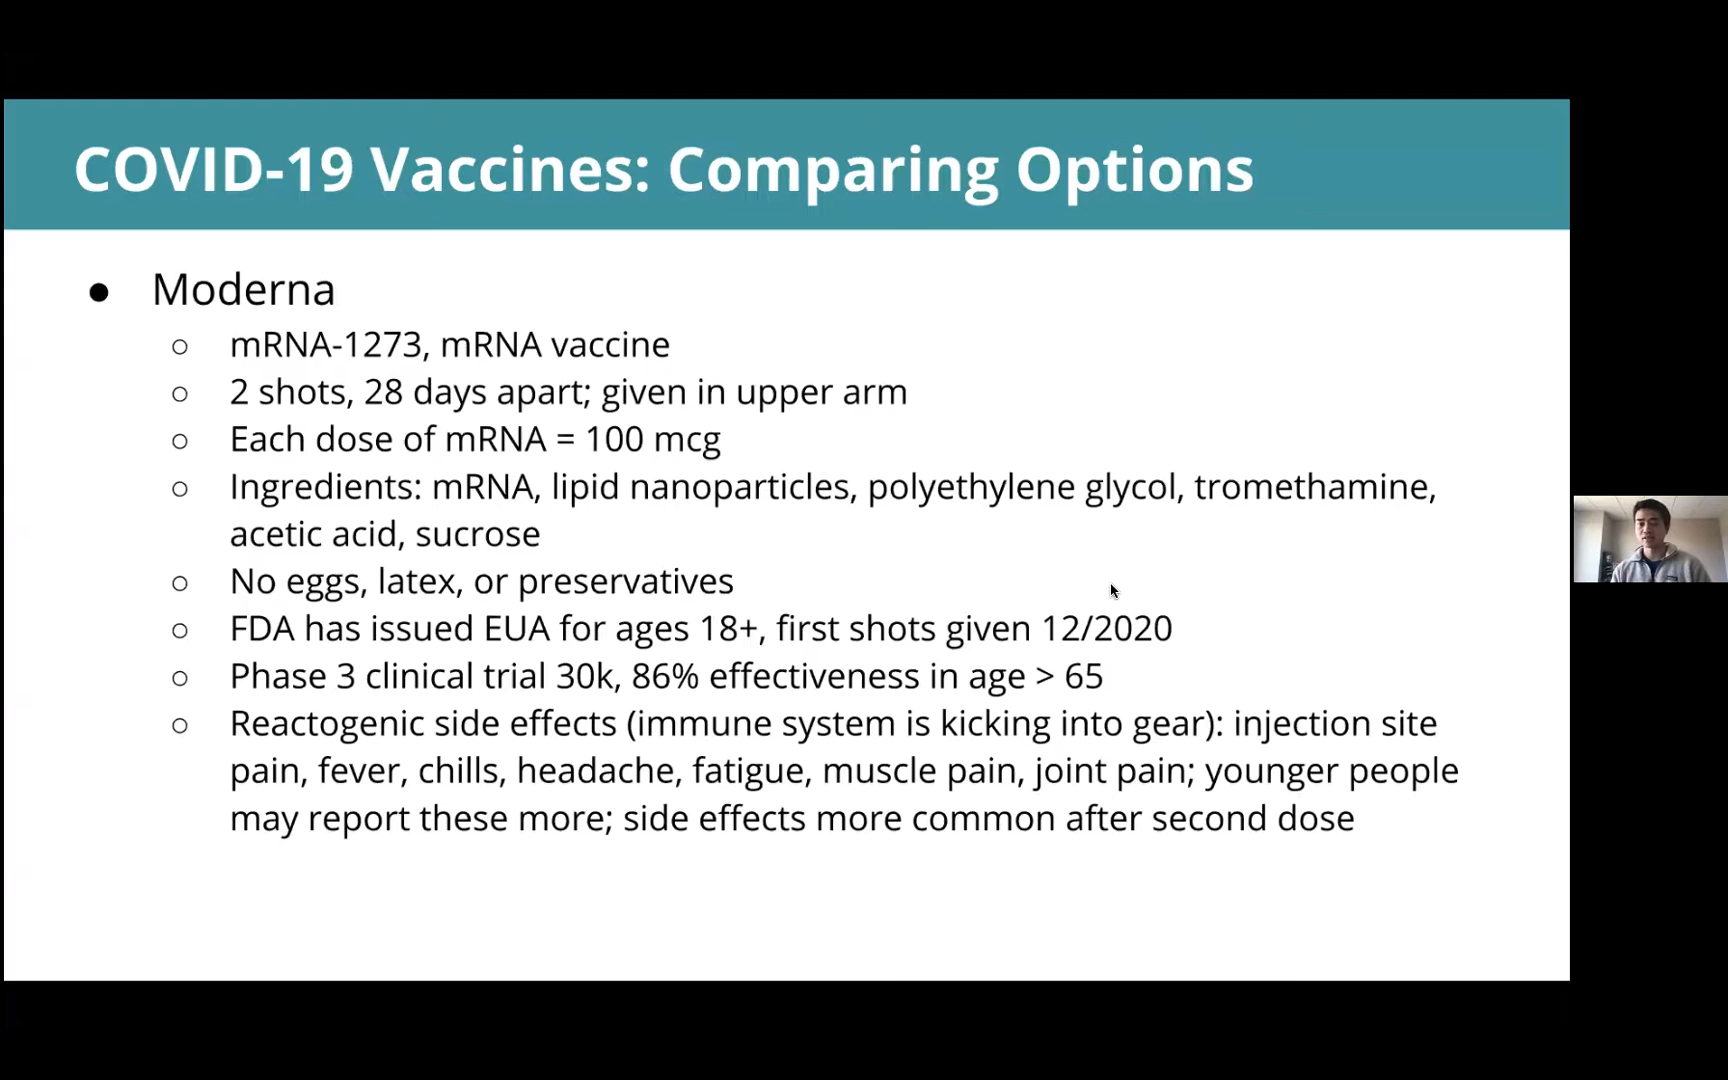 COVID-19 Vaccines: Comparing Options
● Moderna
○ mRNA-1273, mRNA vaccine
○ 2 shots, 28 days apart; given in upper arm
○ Each dose of mRNA = 100 mcg
○ Ingredients: mRNA, lipid nanoparticles, polyethylene glycol, tromethamine,
acetic acid, sucrose
○ No eggs, latex, or preservatives
○ FDA has issued EUA for ages 18+, first shots given 12/2020
○ Phase 3 clinical trial 30k, 86% effectiveness in age > 65
○ Reactogenic side effects (immune system is kicking into gear): injection site
pain, fever, chills, headache, fatigue, muscle pain, joint pain; younger people
may report these more; side effects more common after second dose